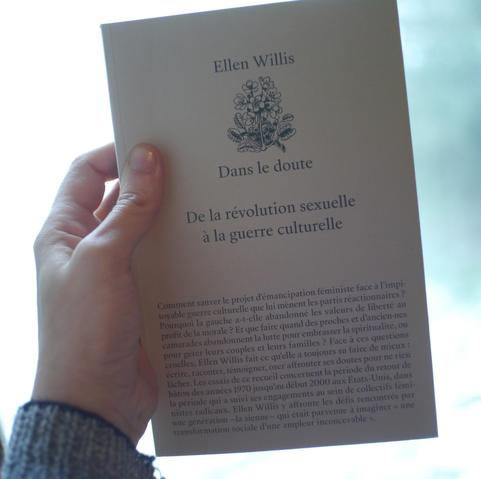 Ellen Willis
Dans le doute
De la révolution sexuelle
à la guerre culturelle
Comment sauver le projet d'émancipation féministe face à l'impi-
toyable guerre culturelle que lui mènent les partis réactionnaires ?
Pourquoi la gauche a-t-elle abandonné les valeurs de liberté au
profit de la morale ? Et que faire quand des proches et d'ancien·nes
camarades abandonnent la lutte pour embrasser la spiritualité, ou
pour gérer leurs couples et leurs familles ? Face à ces questions
cruelles, Ellen Willis fait ce qu'elle a toujours su faire de mieux :
écrire, raconter, témoigner, oser affronter ses doutes pour ne rien
lâcher. Les essais de ce recueil concernent la période du retour de
bâton des années 1970 jusqu'au début 2000 aux États-Unis, dans
la période qui a suivi ses engagements au sein de collectifs fémi-
nistes radicaux. Ellen Willis y affronte les défis rencontrés par
une génération –la sienne– qui était parvenue à imaginer « une
transformation sociale d'une ampleur inconcevable ».